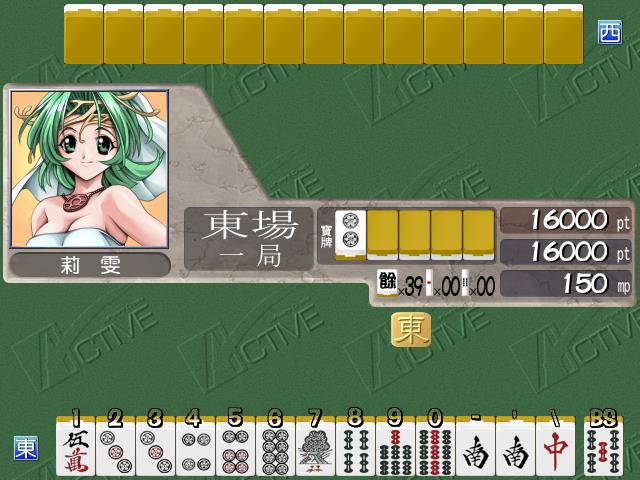 西
莉雯
東場
一局
寶牌
16000 pt
16000 pt
150 mp
餘×39 ×00 ×00
東
1 2 3 4 5 6 7 8 9 0 - ' \ BS
東
伍萬 南 南 中
ACTIVE